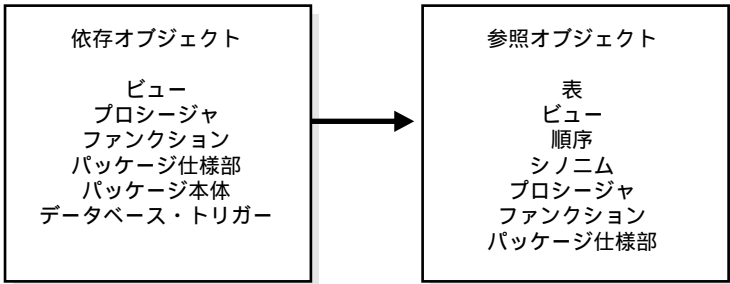 依存オブジェクト
ビュー
プロシージャ
ファンクション
パッケージ仕様部
パッケージ本体
データベース・トリガー
参照オブジェクト
表
ビュー
順序
シノニム
プロシージャ
ファンクション
パッケージ仕様部